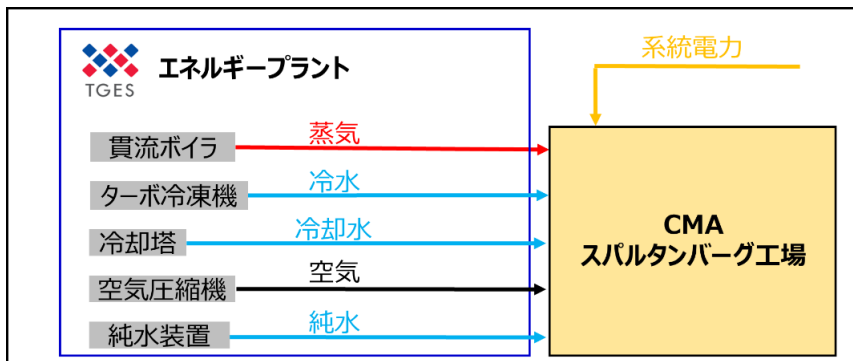 系統電力
TGES
エネルギープラント
貫流ボイラ
蒸気
ターボ冷凍機
冷水
冷却塔
冷却水
空気圧縮機
空気
純水装置
純水
CMA
スパルタンバーグ工場